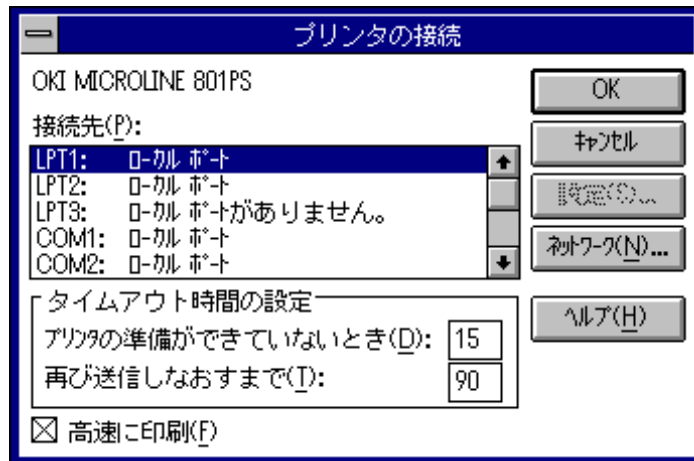 プリンタの接続
OKI MICROLINE 801PS
接続先(P):
LPT1: ﾛｰｶﾙ ﾎﾟｰﾄ
LPT2: ﾛｰｶﾙ ﾎﾟｰﾄ
LPT3: ﾛｰｶﾙ ﾎﾟｰﾄがありません。
COM1: ﾛｰｶﾙ ﾎﾟｰﾄ
COM2: ﾛｰｶﾙ ﾎﾟｰﾄ
タイムアウト時間の設定
ﾌﾟﾘﾝﾀの準備ができていないとき(D): 15
再び送信しなおすまで(T): 90
高速に印刷(F)
OK
ｷｬﾝｾﾙ
設定(S)...
ﾈｯﾄﾜｰｸ(N)...
ﾍﾙﾌﾟ(H)